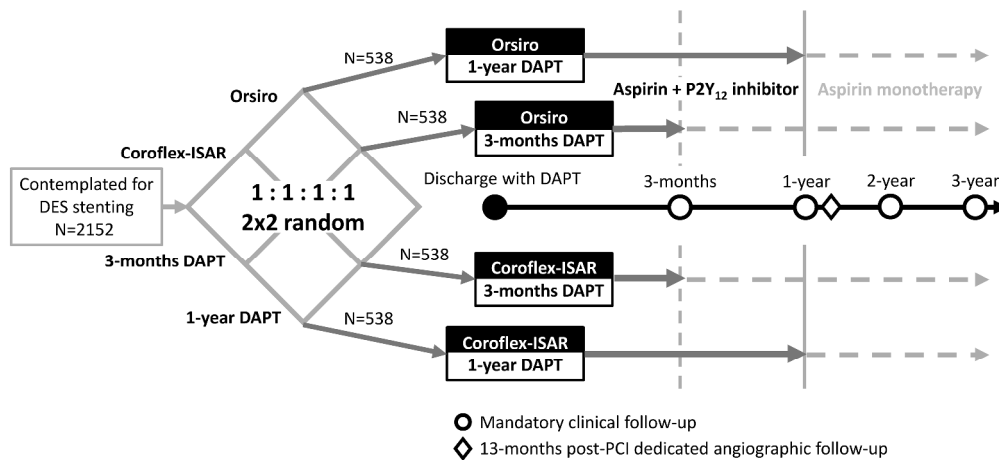 N=538
Orsiro
1-year DAPT
Orsiro
Aspirin + P2Y₁₂ inhibitor
Aspirin monotherapy
N=538
Orsiro
3-months DAPT
Coroflex-ISAR
Contemplated for
DES stenting
N=2152
1 : 1 : 1 : 1
2x2 random
Discharge with DAPT
3-months
1-year
2-year
3-year
3-months DAPT
N=538
Coroflex-ISAR
3-months DAPT
1-year DAPT
N=538
Coroflex-ISAR
1-year DAPT
Mandatory clinical follow-up
13-months post-PCI dedicated angiographic follow-up